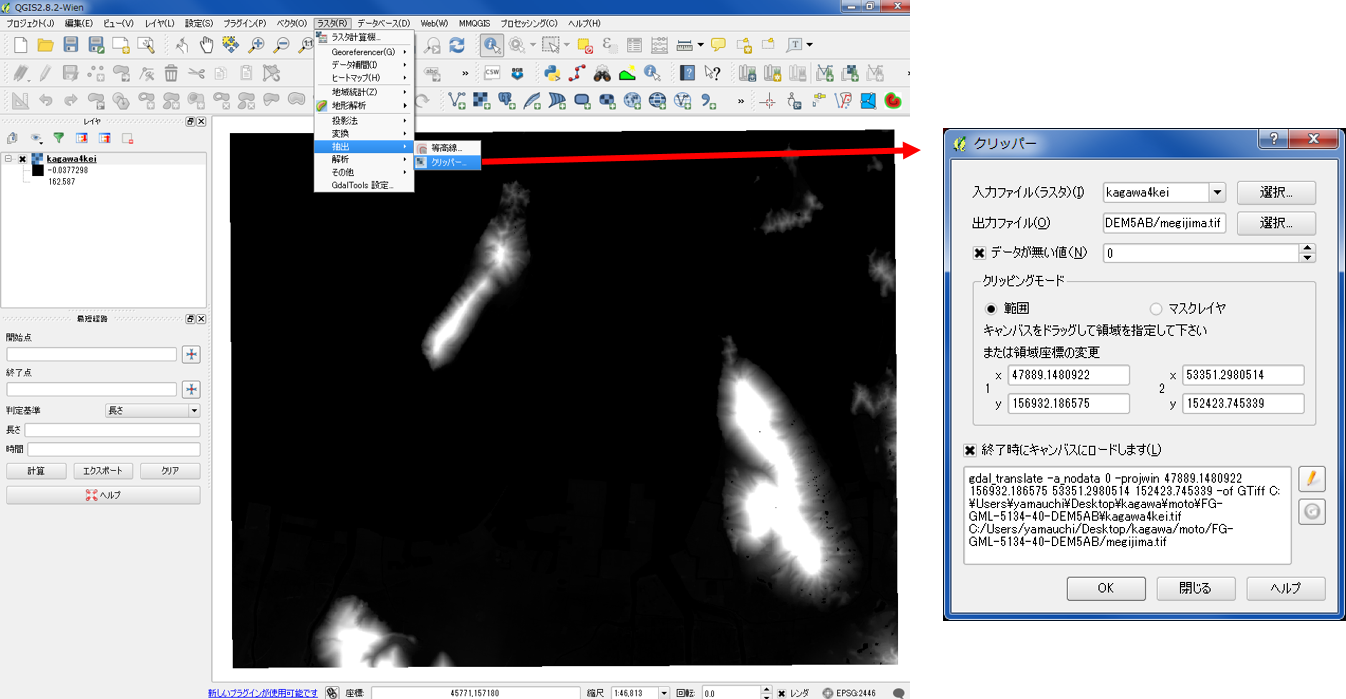 QGIS2.8.2-Wien
プロジェクト(J) 編集(E) ビュー(V) レイヤ(L) 設定(S) プラグイン(P) ベクタ(O) ラスタ(R) データベース(D) Web(W) MMQGIS プロセッシング(C) ヘルプ(H)
ラスタ計算機...
Georeferencer(G)
データ補間(I)
ヒートマップ(H)
地域統計(Z)
地形解析
投影法
変換
抽出
解析
その他
GdalTools 設定...
等高線...
クリッパー...
CSW
レイヤ
kagawa4kei
-0.0377298
162.587
最短経路
開始点
終了点
判定基準 長さ
長さ
時間
計算 エクスポート クリア
ヘルプ
新しいプラグインが使用可能です 座標: 45771,157180 縮尺 1:46,813 回転: 0.0 レンダ EPSG:2446
クリッパー
入力ファイル(ラスタ)(I) kagawa4kei 選択...
出力ファイル(O) DEM5AB/megijima.tif 選択...
データが無い値(N) 0
クリッピングモード
範囲 マスクレイヤ
キャンバスをドラッグして領域を指定して下さい
または領域座標の変更
x 47889.1480922 x 53351.2980514
1 2
y 156932.186575 y 152423.745339
終了時にキャンバスにロードします(L)
gdal_translate -a_nodata 0 -projwin 47889.1480922
156932.186575 53351.2980514 152423.745339 -of GTiff C:
¥Users¥yamauchi¥Desktop¥kagawa¥moto¥FG-
GML-5134-40-DEM5AB¥kagawa4kei.tif
C:/Users/yamauchi/Desktop/kagawa/moto/FG-
GML-5134-40-DEM5AB/megijima.tif
OK 閉じる ヘルプ